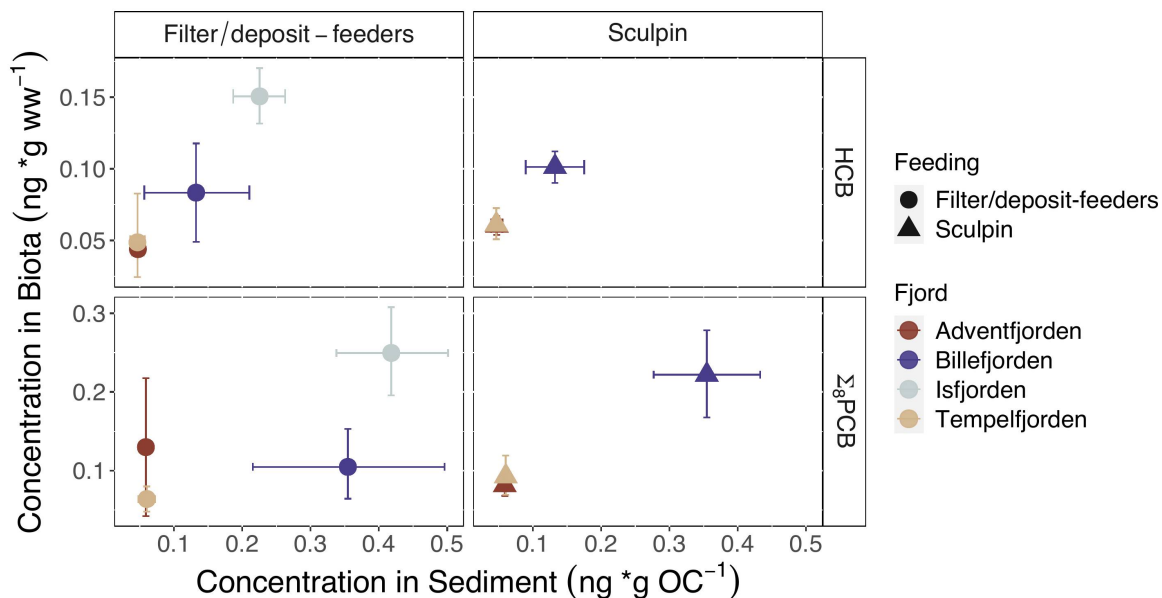 Filter/deposit – feeders
Sculpin
Concentration in Biota (ng *g ww⁻¹)
0.15
0.10
0.05
HCB
0.3
0.2
0.1
Σ₈PCB
0.1 0.2 0.3 0.4 0.5
0.1 0.2 0.3 0.4 0.5
Concentration in Sediment (ng *g OC⁻¹)
Feeding
Filter/deposit-feeders
Sculpin
Fjord
Adventfjorden
Billefjorden
Isfjorden
Tempelfjorden